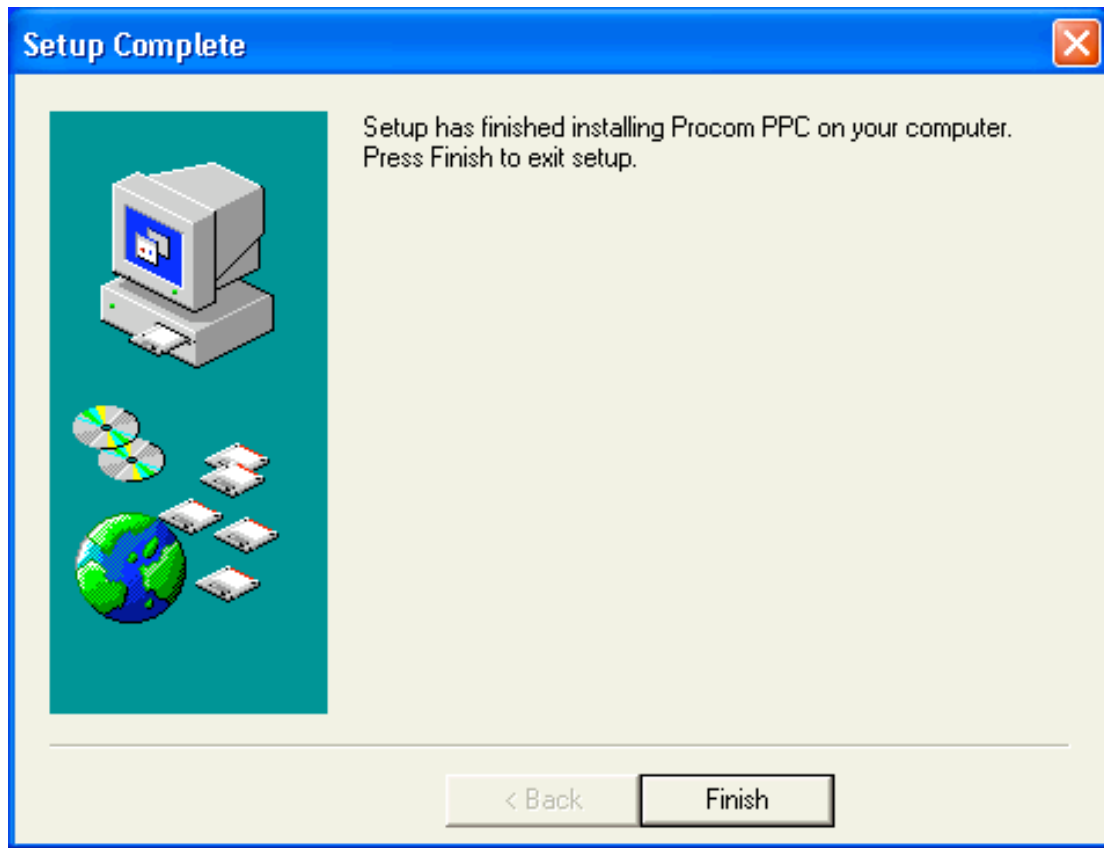 Setup Complete
Setup has finished installing Procom PPC on your computer.
Press Finish to exit setup.
< Back
Finish